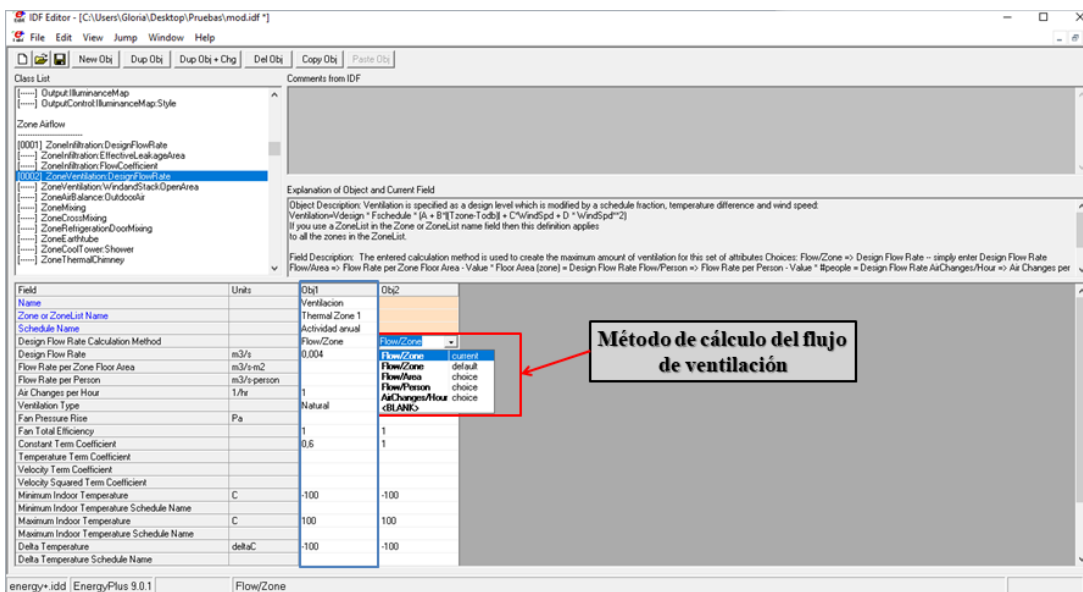 IDF Editor - [C:\Users\Gloria\Desktop\Pruebas\mod.idf *]
File Edit View Jump Window Help
New Obj Dup Obj Dup Obj + Chg Del Obj Copy Obj Paste Obj
Class List Comments from IDF
[------] Output:IlluminanceMap
[------] OutputControl:IlluminanceMap:Style
Zone Airflow
-------------------------
[0001] ZoneInfiltration:DesignFlowRate
[------] ZoneInfiltration:EffectiveLeakageArea
[------] ZoneInfiltration:FlowCoefficient
[0002] ZoneVentilation:DesignFlowRate
[------] ZoneVentilation:WindandStackOpenArea
[------] ZoneAirBalance:OutdoorAir
[------] ZoneMixing
[------] ZoneCrossMixing
[------] ZoneRefrigerationDoorMixing
[------] ZoneEarthtube
[------] ZoneCoolTower:Shower
[------] ZoneThermalChimney
Explanation of Object and Current Field
Object Description: Ventilation is specified as a design level which is modified by a schedule fraction, temperature difference and wind speed:
Ventilation=Vdesign * Fschedule * (A + B*|(Tzone-Todb)| + C*WindSpd + D * WindSpd**2)
If you use a ZoneList in the Zone or ZoneList name field then this definition applies
to all the zones in the ZoneList.
Field Description: The entered calculation method is used to create the maximum amount of ventilation for this set of attributes Choices: Flow/Zone => Design Flow Rate -- simply enter Design Flow Rate
Flow/Area => Flow Rate per Zone Floor Area - Value * Floor Area (zone) = Design Flow Rate Flow/Person => Flow Rate per Person - Value * #people = Design Flow Rate AirChanges/Hour => Air Changes per
Field Units Obj1 Obj2
Name Ventilacion
Zone or ZoneList Name Thermal Zone 1
Schedule Name Actividad anual
Design Flow Rate Calculation Method Flow/Zone Flow/Zone
Design Flow Rate m3/s 0,004 Flow/Zone current
Flow Rate per Zone Floor Area m3/s-m2 Flow/Zone default
Flow/Area choice
Flow Rate per Person m3/s-person Flow/Person choice
Air Changes per Hour 1/hr 1 AirChanges/Hour choice
Ventilation Type Natural <BLANK>
Fan Pressure Rise Pa
Fan Total Efficiency 1 1
Constant Term Coefficient 0,6 1
Temperature Term Coefficient
Velocity Term Coefficient
Velocity Squared Term Coefficient
Minimum Indoor Temperature C -100 -100
Minimum Indoor Temperature Schedule Name
Maximum Indoor Temperature C 100 100
Maximum Indoor Temperature Schedule Name
Delta Temperature deltaC -100 -100
Delta Temperature Schedule Name
Método de cálculo del flujo
de ventilación
energy+.idd EnergyPlus 9.0.1 Flow/Zone